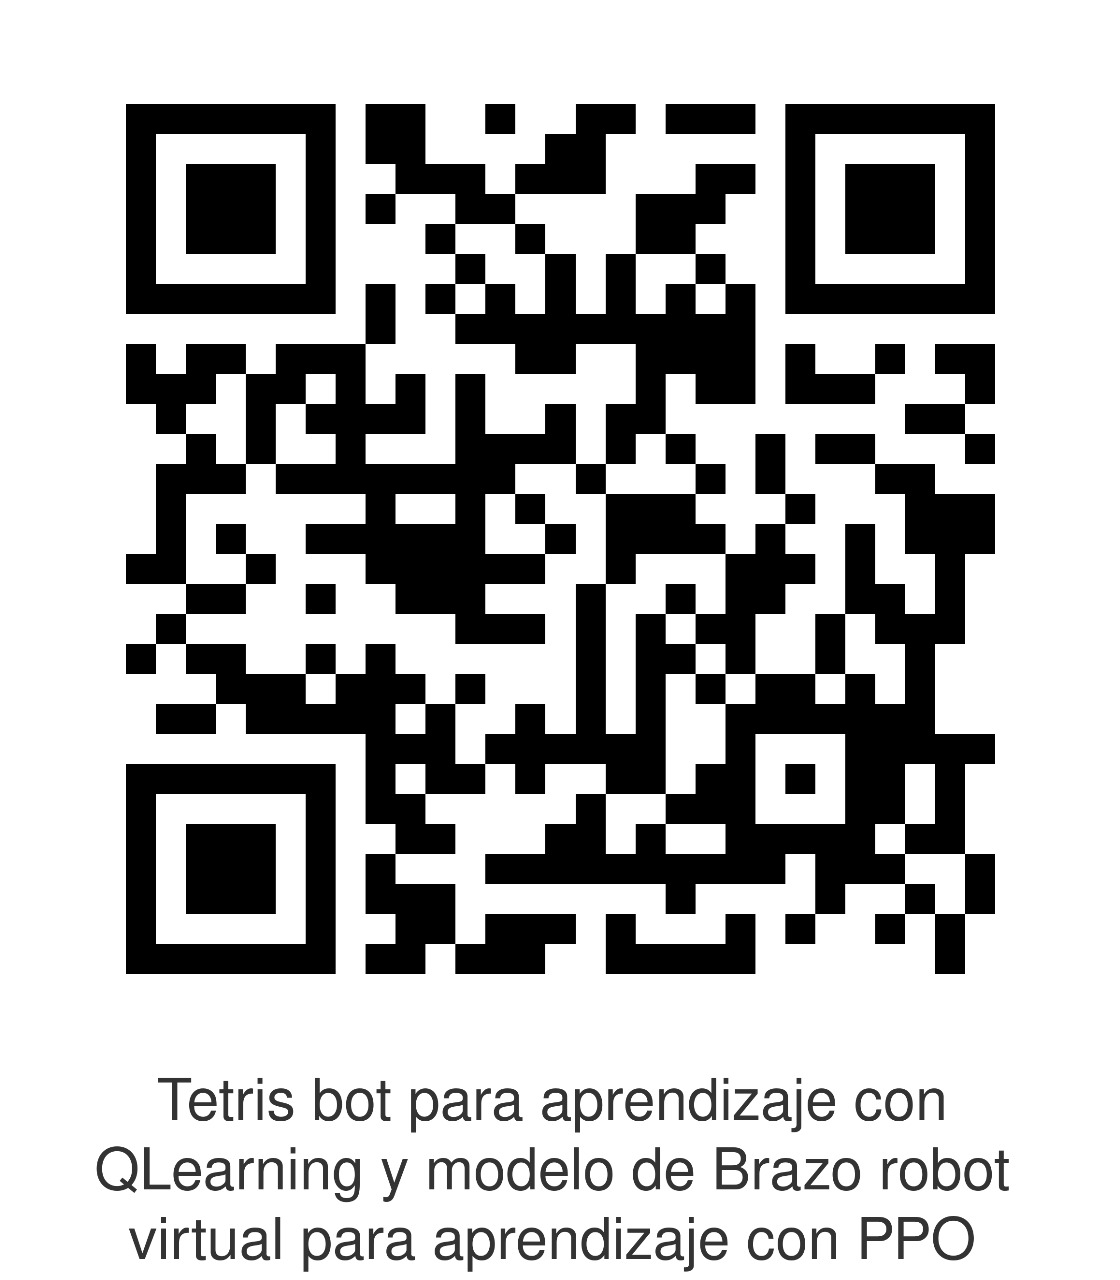 Tetris bot para aprendizaje con
QLearning y modelo de Brazo robot
virtual para aprendizaje con PPO